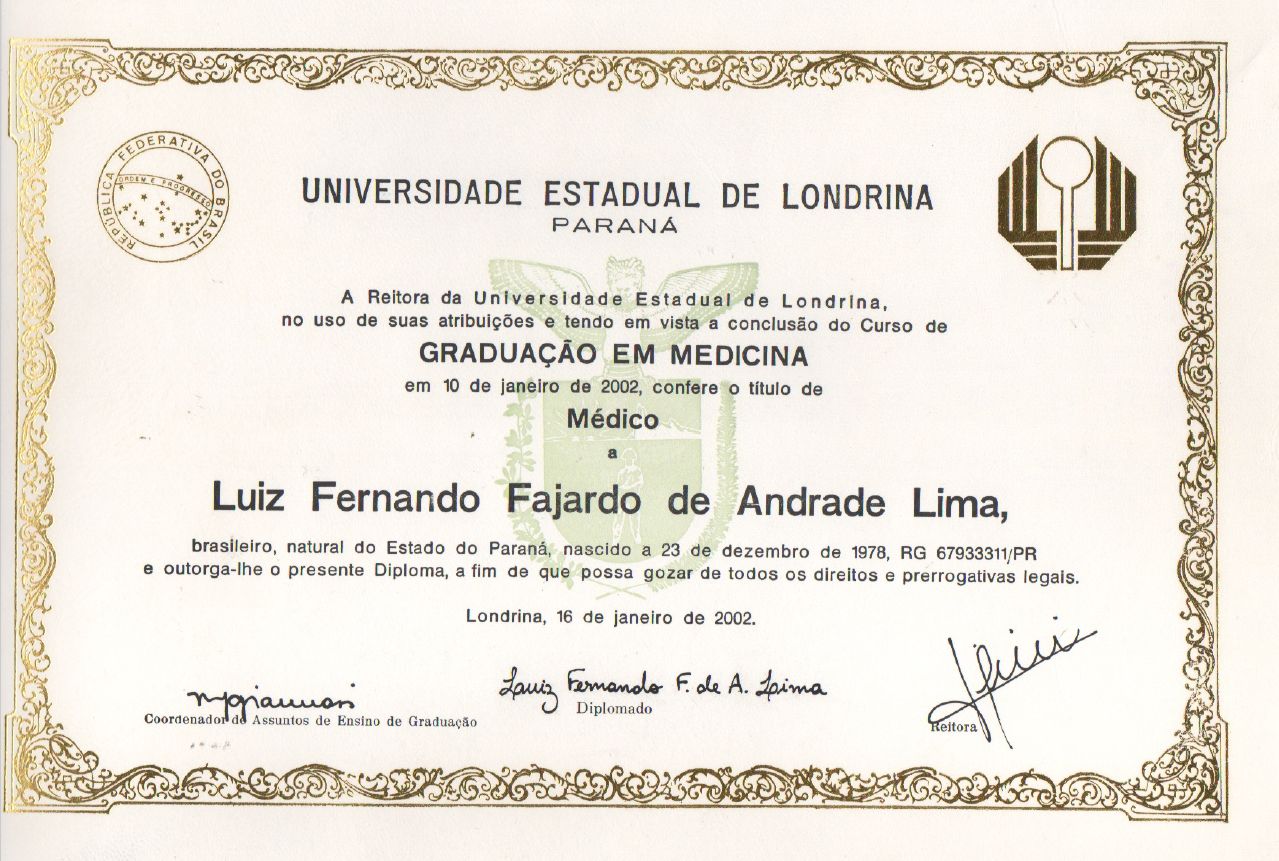 REPÚBLICA FEDERATIVA DO BRASIL
ORDEM E PROGRESSO
UNIVERSIDADE ESTADUAL DE LONDRINA
PARANÁ
A Reitora da Universidade Estadual de Londrina,
no uso de suas atribuições e tendo em vista a conclusão do Curso de
GRADUAÇÃO EM MEDICINA
em 10 de janeiro de 2002, confere o título de
Médico
a
Luiz Fernando Fajardo de Andrade Lima,
brasileiro, natural do Estado do Paraná, nascido a 23 de dezembro de 1978, RG 67933311/PR
e outorga-lhe o presente Diploma, a fim de que possa gozar de todos os direitos e prerrogativas legais.
Londrina, 16 de janeiro de 2002.
Luiz Fernando F. de A. Lima
Coordenador de Assuntos de Ensino de Graduação
Diplomado
Reitora